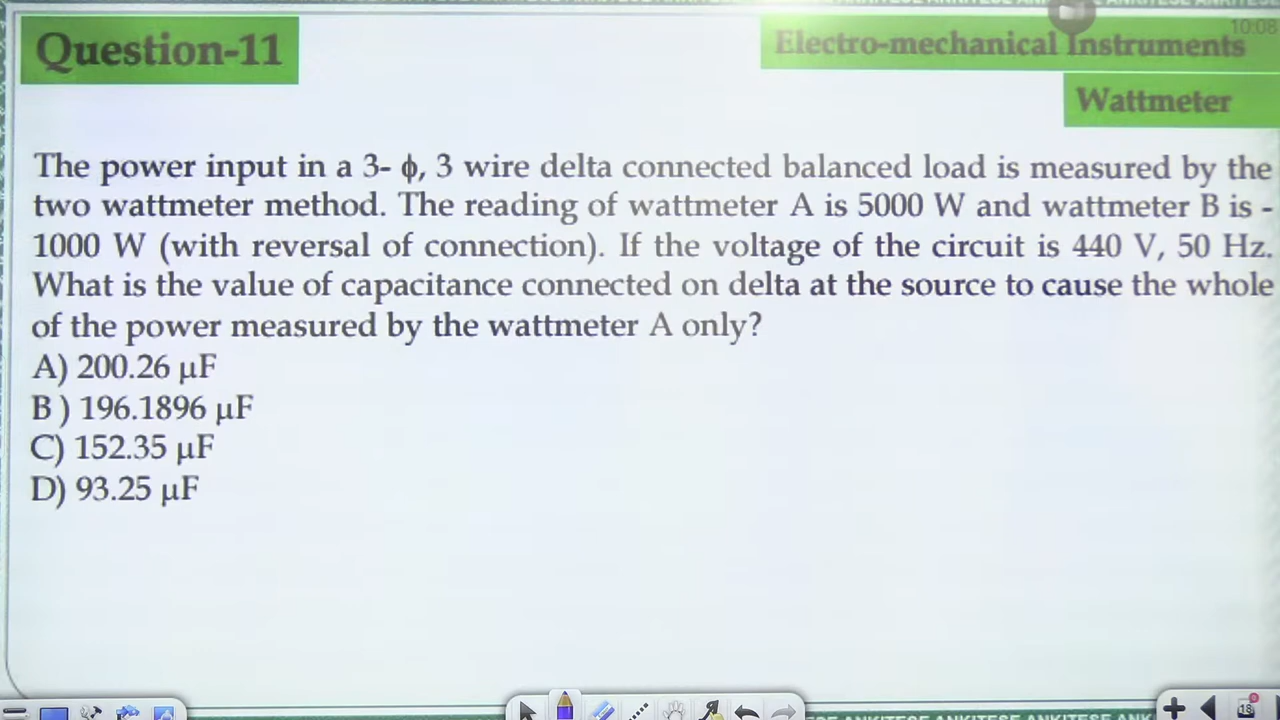 Question-11
Electro-mechanical Instruments
10:08
Wattmeter
The power input in a 3- ϕ, 3 wire delta connected balanced load is measured by the
two wattmeter method. The reading of wattmeter A is 5000 W and wattmeter B is -
1000 W (with reversal of connection). If the voltage of the circuit is 440 V, 50 Hz.
What is the value of capacitance connected on delta at the source to cause the whole
of the power measured by the wattmeter A only?
A) 200.26 μF
B ) 196.1896 μF
C) 152.35 μF
D) 93.25 μF
18